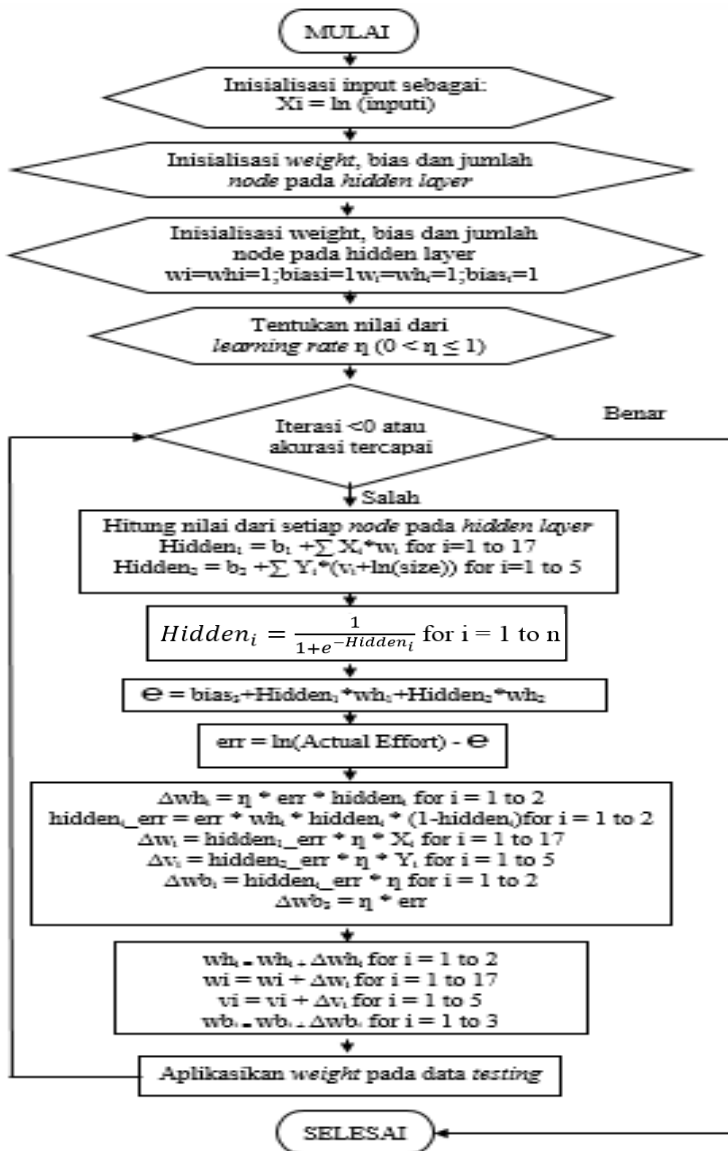 MULAI
Inisialisasi input sebagai:
Xi = ln (inputi)
Inisialisasi weight, bias dan jumlah
node pada hidden layer
Inisialisasi weight, bias dan jumlah
node pada hidden layer
wi=whi=1;biasi=1wᵢ=whᵢ=1;biasᵢ=1
Tentukan nilai dari
learning rate η (0 < η ≤ 1)
Iterasi <0 atau
akurasi tercapai
Benar
Salah
Hitung nilai dari setiap node pada hidden layer
Hidden₁ = b₁ +∑ Xᵢ*wᵢ for i=1 to 17
Hidden₂ = b₂ +∑ Yᵢ*(vᵢ+ln(size)) for i=1 to 5
Hiddenᵢ = 1/(1+e^−Hiddenᵢ) for i = 1 to n
e = bias₃+Hidden₁*wh₁+Hidden₂*wh₂
err = ln(Actual Effort) - e
Δwhᵢ = η * err * hiddenᵢ for i = 1 to 2
hiddenᵢ_err = err * whᵢ * hiddenᵢ * (1-hiddenᵢ)for i = 1 to 2
Δwᵢ = hidden₁_err * η * Xᵢ for i = 1 to 17
Δvᵢ = hidden₂_err * η * Yᵢ for i = 1 to 5
Δwbᵢ = hiddenᵢ_err * η for i = 1 to 2
Δwb₃ = η * err
whᵢ = whᵢ + Δwhᵢ for i = 1 to 2
wi = wi + Δwᵢ for i = 1 to 17
vi = vi + Δvᵢ for i = 1 to 5
wbᵢ = wbᵢ + Δwbᵢ for i = 1 to 3
Aplikasikan weight pada data testing
SELESAI